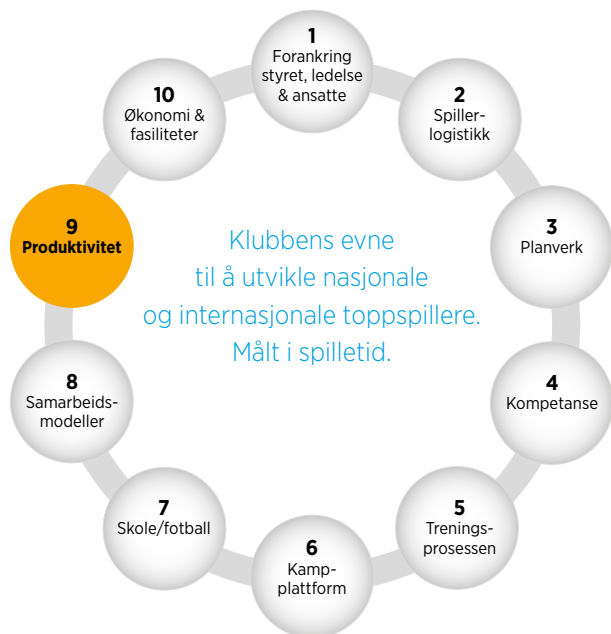 1
Forankring
styret, ledelse
& ansatte
2
Spiller-
logistikk
3
Planverk
4
Kompetanse
5
Trenings-
prosessen
6
Kamp-
plattform
7
Skole/fotball
8
Samarbeids-
modeller
9
Produktivitet
10
Økonomi &
fasiliteter
Klubbens evne
til å utvikle nasjonale
og internasjonale toppspillere.
Målt i spilletid.